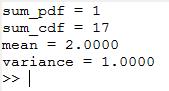 sum_pdf = 1
sum_cdf = 17
mean = 2.0000
variance = 1.0000
>> |